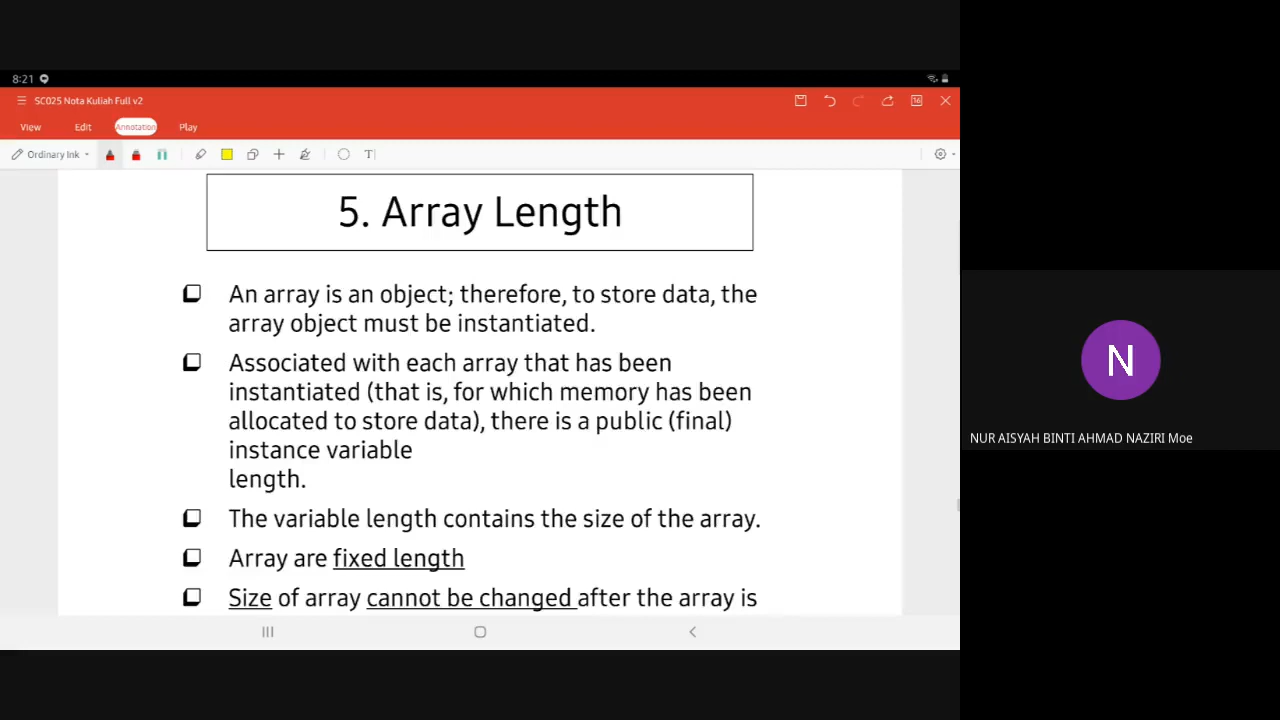 8:21
SC025 Nota Kuliah Full v2
16
View Edit Annotation Play
Ordinary Ink
T
5. Array Length
An array is an object; therefore, to store data, the
array object must be instantiated.
Associated with each array that has been
instantiated (that is, for which memory has been
allocated to store data), there is a public (final)
instance variable
length.
The variable length contains the size of the array.
Array are fixed length
Size of array cannot be changed after the array is
N
NUR AISYAH BINTI AHMAD NAZIRI Moe